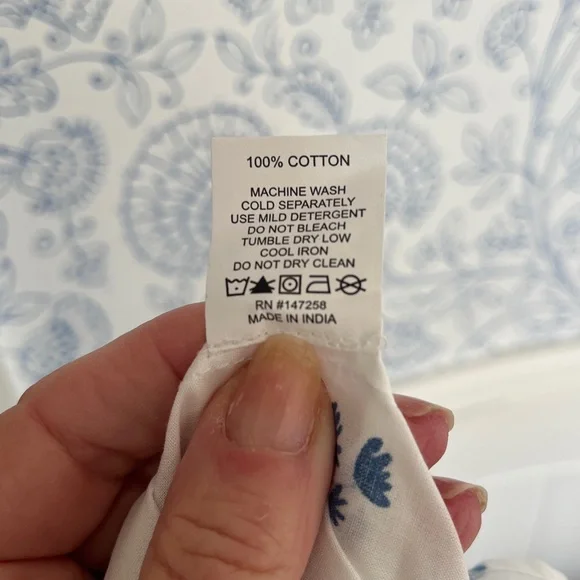 100% COTTON
MACHINE WASH
COLD SEPARATELY
USE MILD DETERGENT
DO NOT BLEACH
TUMBLE DRY LOW
COOL IRON
DO NOT DRY CLEAN
RN #147258
MADE IN INDIA